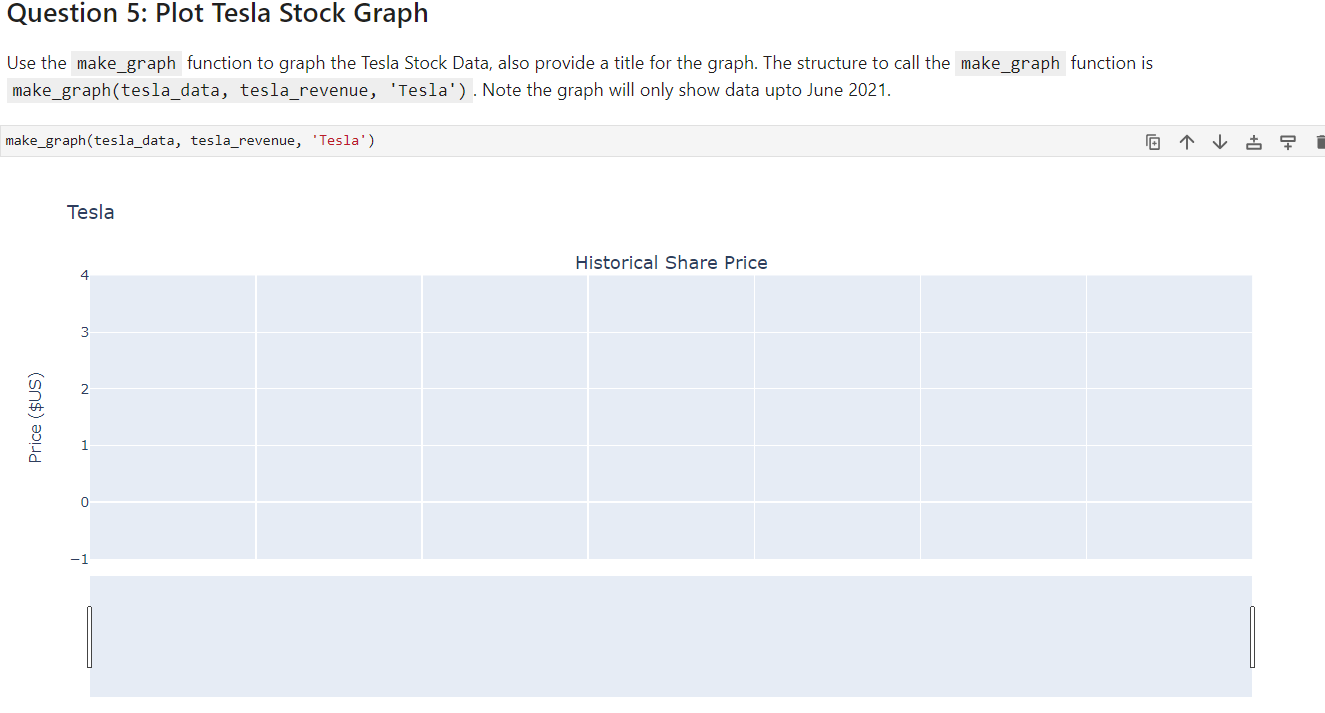 Question 5: Plot Tesla Stock Graph
Use the make_graph function to graph the Tesla Stock Data, also provide a title for the graph. The structure to call the make_graph function is
make_graph(tesla_data, tesla_revenue, 'Tesla'). Note the graph will only show data upto June 2021.
make_graph(tesla_data, tesla_revenue, 'Tesla')
Tesla
Historical Share Price
4
3
2
1
0
−1
Price ($US)